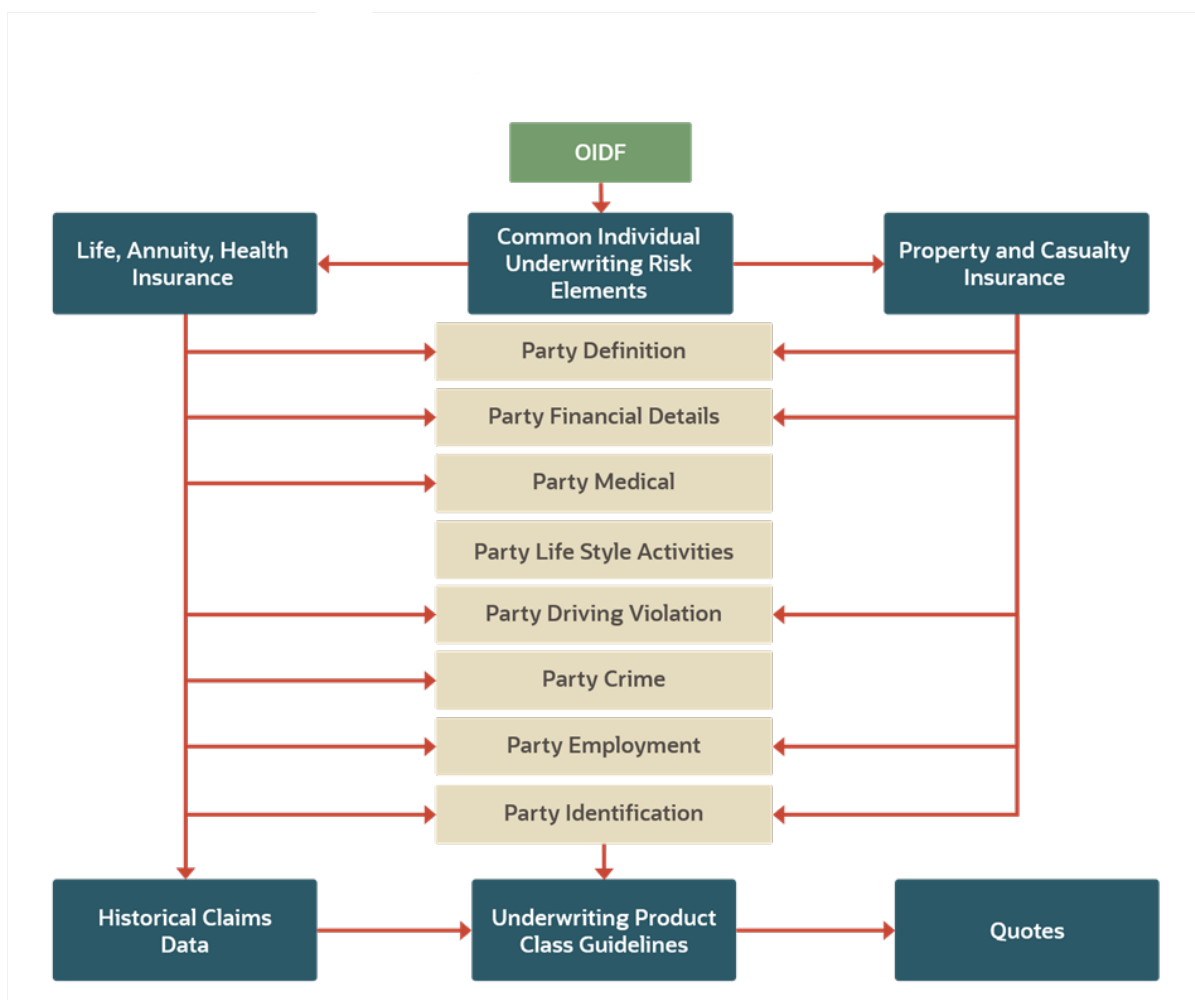 OIDF
Life, Annuity, Health
Insurance
Common Individual
Underwriting Risk
Elements
Property and Casualty
Insurance
Party Definition
Party Financial Details
Party Medical
Party Life Style Activities
Party Driving Violation
Party Crime
Party Employment
Party Identification
Historical Claims
Data
Underwriting Product
Class Guidelines
Quotes